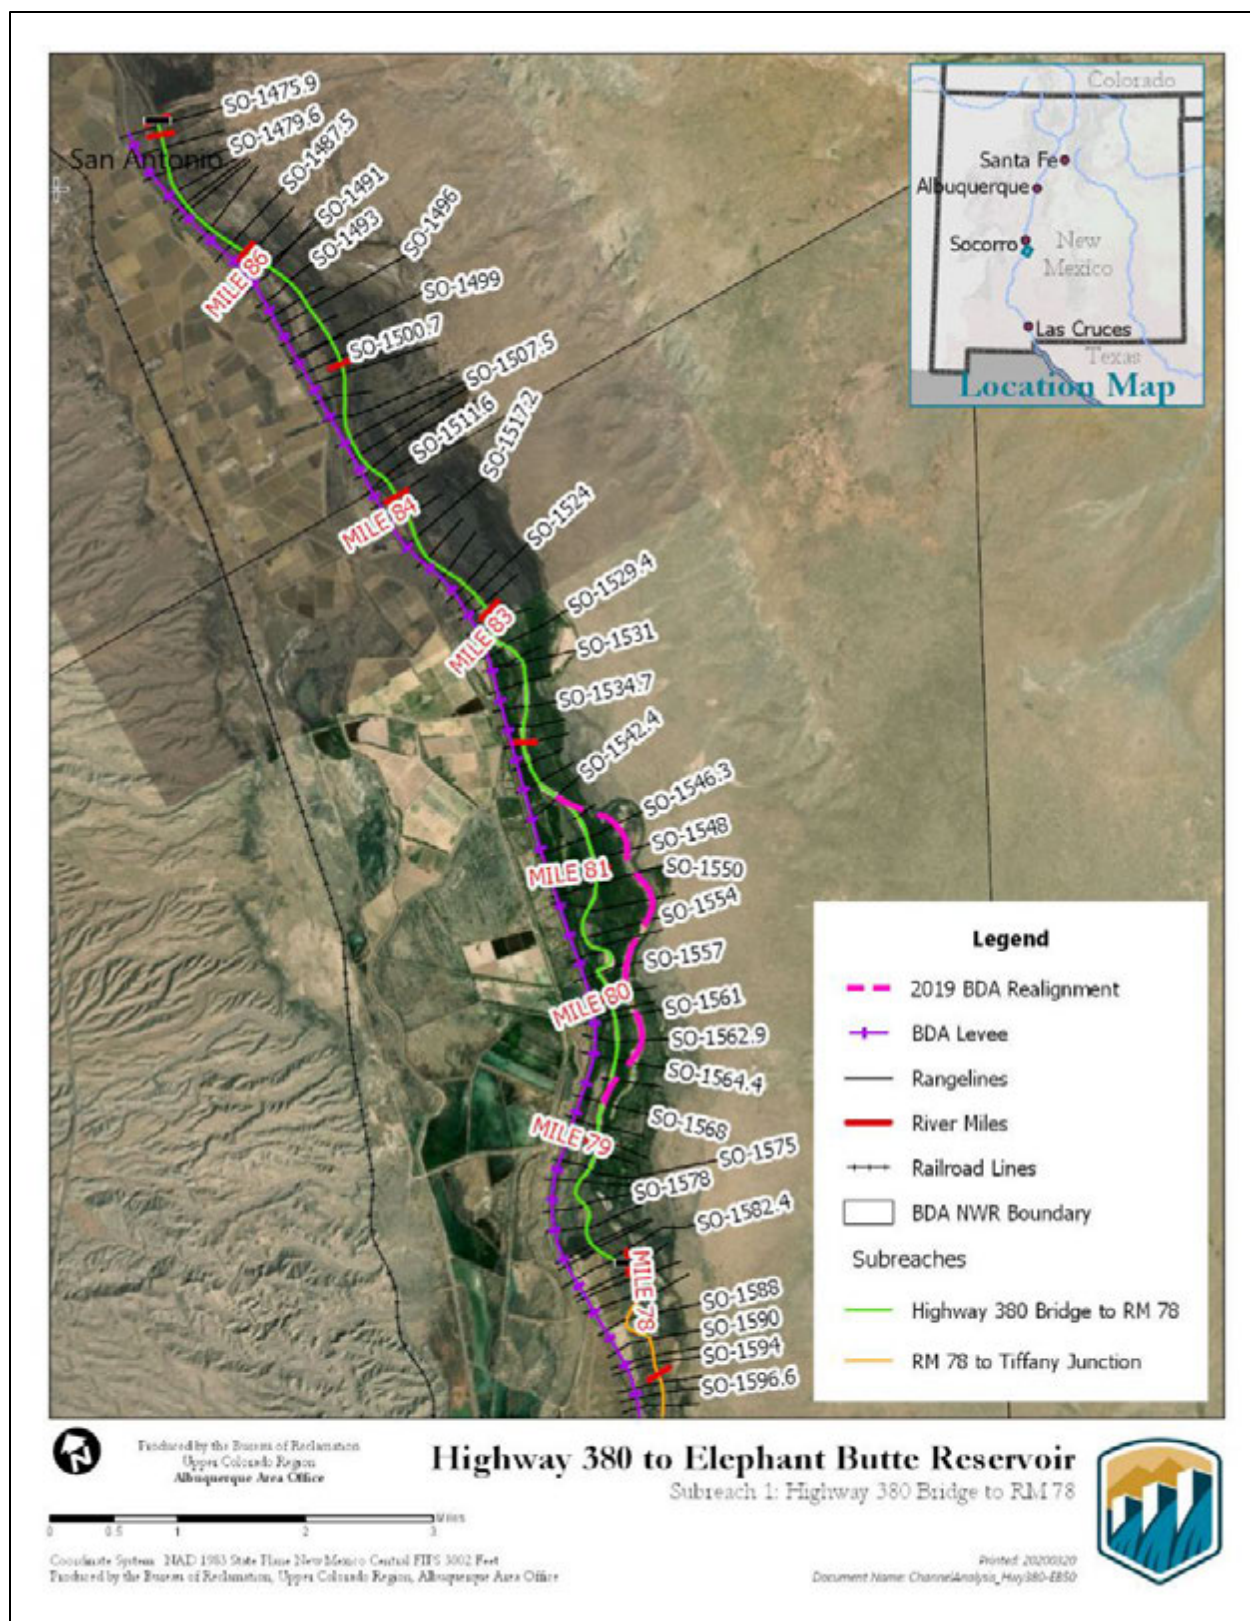 SO-1475.9
SO-1479.6
San Antonio
SO-1487.5
SO-1491
SO-1493
SO-1496
MILE 86
SO-1499
SO-1500.7
SO-1507.5
SO-1511.6
SO-1517.2
MILE 84
SO-1524
MILE 83
SO-1529.4
SO-1531
SO-1534.7
SO-1542.4
SO-1546.3
SO-1548
MILE 81
SO-1550
SO-1554
SO-1557
MILE 80
SO-1561
SO-1562.9
SO-1564.4
SO-1568
MILE 79
SO-1575
SO-1578
SO-1582.4
MILE 78
SO-1588
SO-1590
SO-1594
SO-1596.6
Colorado
Santa Fe
Albuquerque
Socorro
New
Mexico
Las Cruces
Texas
Location Map
Legend
2019 BDA Realignment
BDA Levee
Rangelines
River Miles
Railroad Lines
BDA NWR Boundary
Subreaches
Highway 380 Bridge to RM 78
RM 78 to Tiffany Junction
N
Produced by the Bureau of Reclamation
Upper Colorado Region
Albuquerque Area Office
Highway 380 to Elephant Butte Reservoir
Subreach 1: Highway 380 Bridge to RM 78
0 0.5 1 2 3 Miles
Coordinate System: NAD 1983 State Plane New Mexico Central FIPS 3002 Feet
Produced by the Bureau of Reclamation, Upper Colorado Region, Albuquerque Area Office
Printed: 20200320
Document Name: ChannelAnalysis_Hwy380-EB50